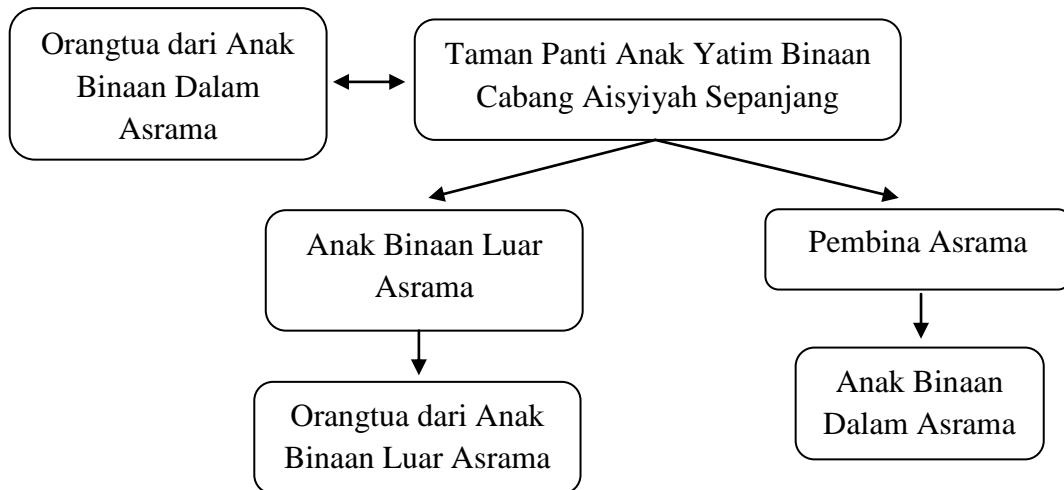 Orangtua dari Anak
Binaan Dalam
Asrama
Taman Panti Anak Yatim Binaan
Cabang Aisyiyah Sepanjang
Anak Binaan Luar
Asrama
Pembina Asrama
Orangtua dari Anak
Binaan Luar Asrama
Anak Binaan
Dalam Asrama